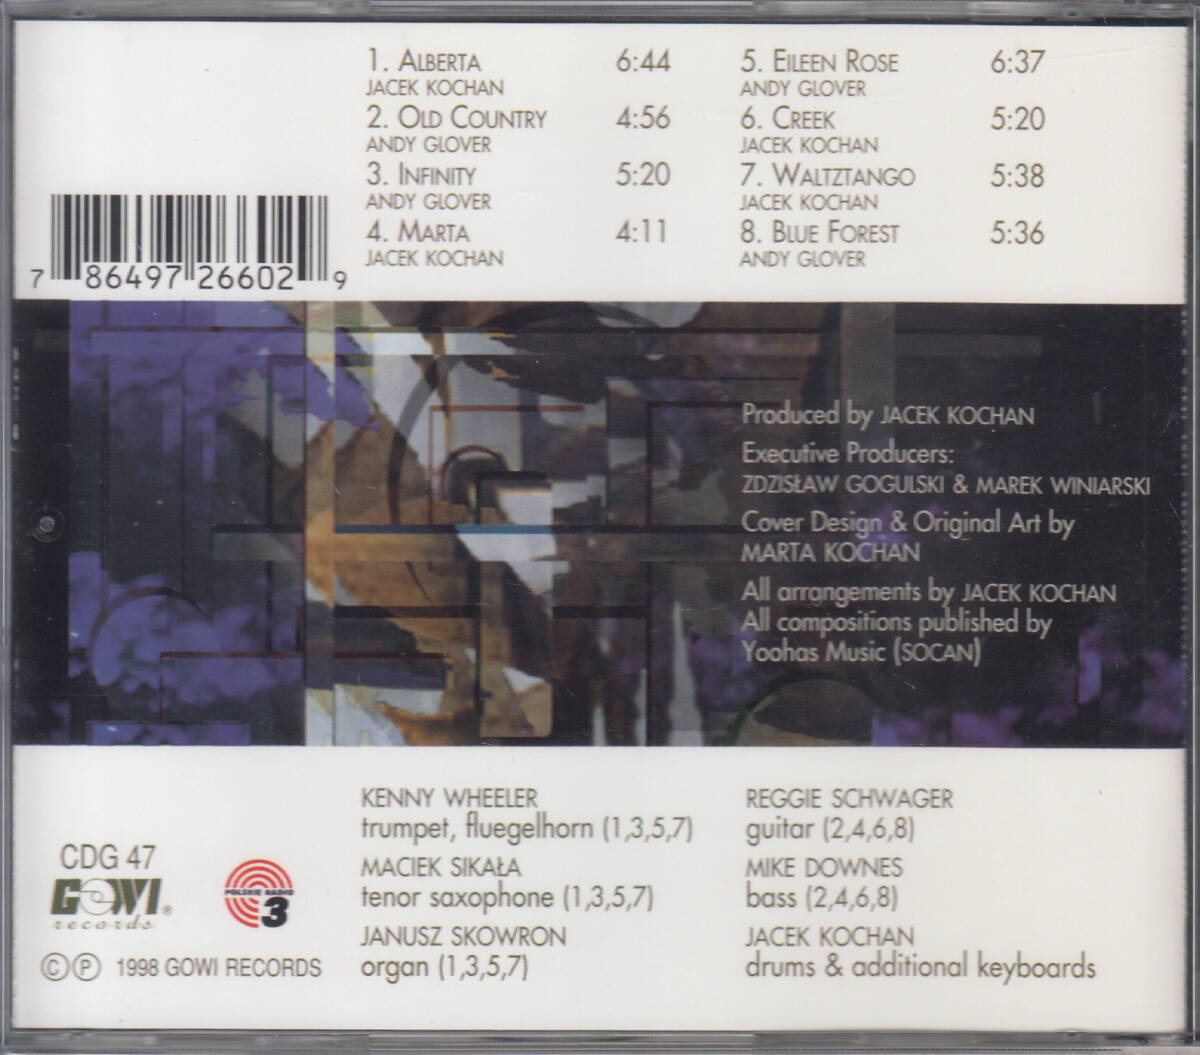 1. ALBERTA 6:44
JACEK KOCHAN
2. OLD COUNTRY 4:56
ANDY GLOVER
3. INFINITY 5:20
ANDY GLOVER
4. MARTA 4:11
JACEK KOCHAN
5. EILEEN ROSE 6:37
ANDY GLOVER
6. CREEK 5:20
JACEK KOCHAN
7. WALTZTANGO 5:38
JACEK KOCHAN
8. BLUE FOREST 5:36
ANDY GLOVER
7 86497 26602 9
Produced by JACEK KOCHAN
Executive Producers:
ZDZISŁAW GOGULSKI & MAREK WINIARSKI
Cover Design & Original Art by
MARTA KOCHAN
All arrangements by JACEK KOCHAN
All compositions published by
Yoohas Music (SOCAN)
CDG 47
GOWI®
records
POLSKIE RADIO
3
©℗ 1998 GOWI RECORDS
KENNY WHEELER
trumpet, fluegelhorn (1,3,5,7)
MACIEK SIKAŁA
tenor saxophone (1,3,5,7)
JANUSZ SKOWRON
organ (1,3,5,7)
REGGIE SCHWAGER
guitar (2,4,6,8)
MIKE DOWNES
bass (2,4,6,8)
JACEK KOCHAN
drums & additional keyboards